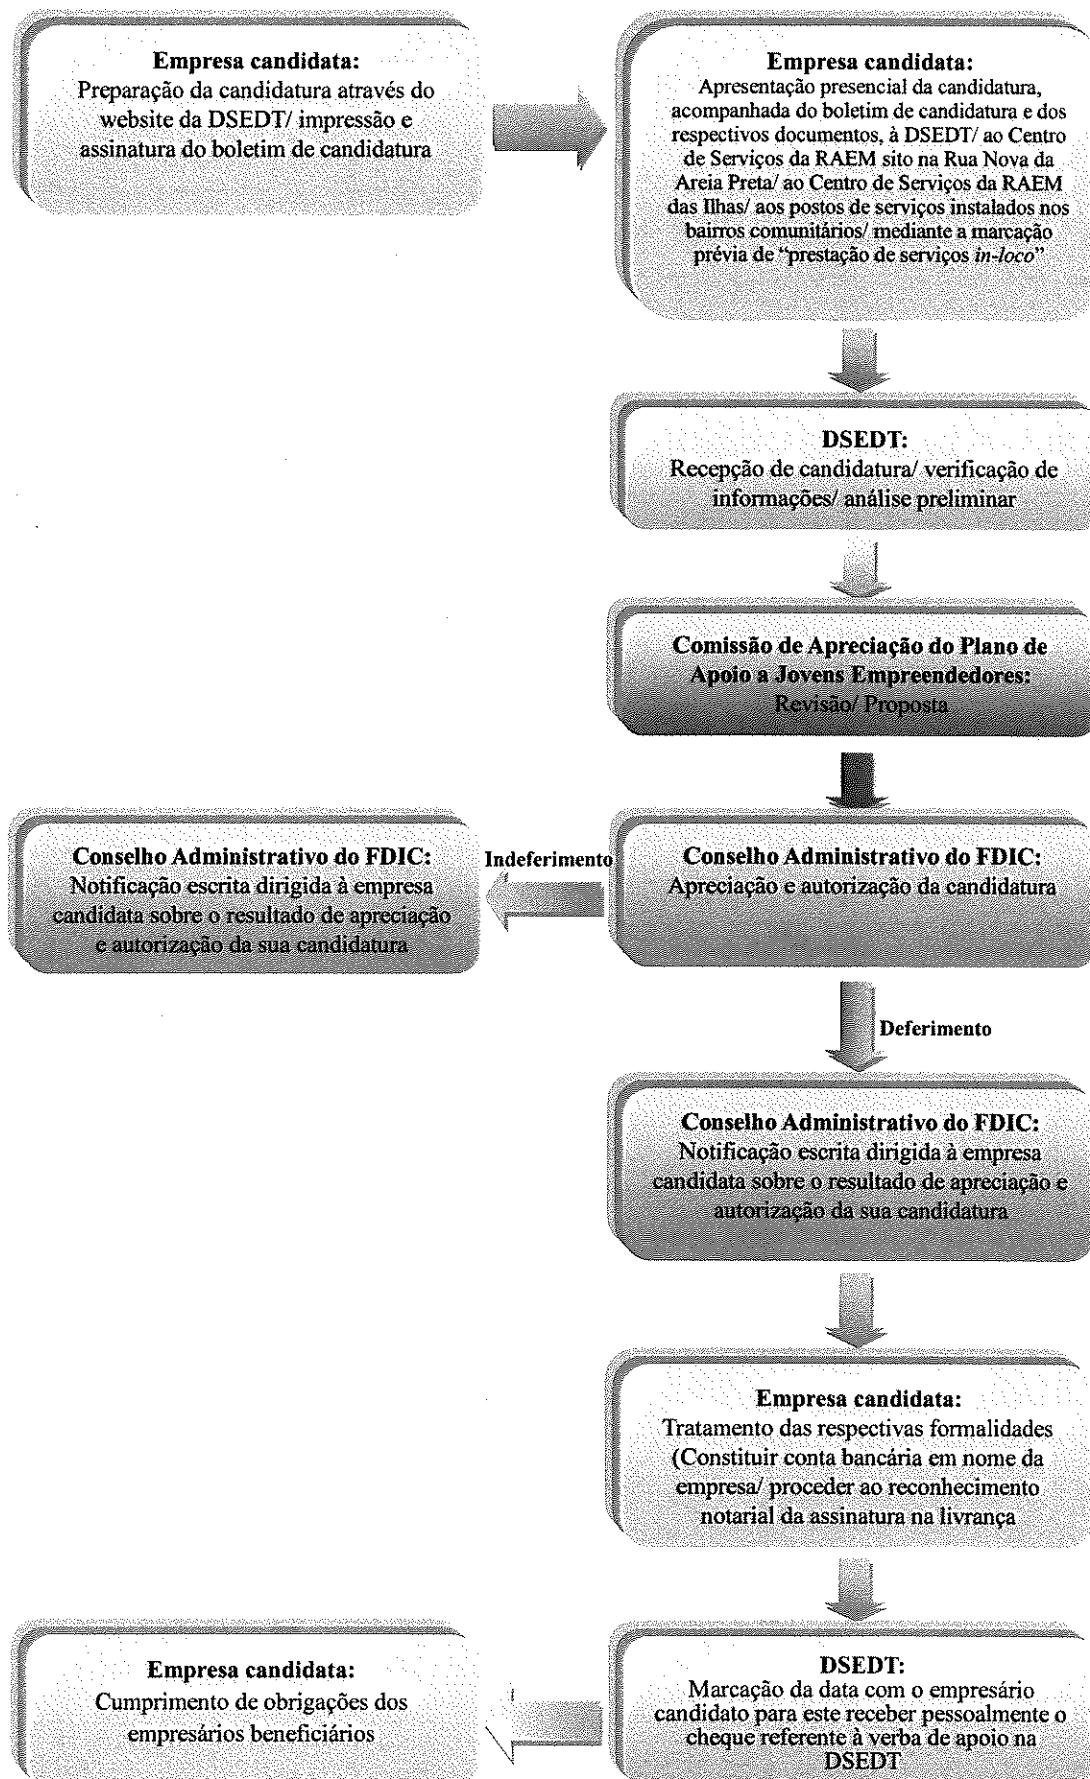 Empresa candidata:
Preparação da candidatura através do
website da DSEDT/ impressão e
assinatura do boletim de candidatura
Empresa candidata:
Apresentação presencial da candidatura,
acompanhada do boletim de candidatura e dos
respectivos documentos, à DSEDT/ ao Centro
de Serviços da RAEM sito na Rua Nova da
Areia Preta/ ao Centro de Serviços da RAEM
das Ilhas/ aos postos de serviços instalados nos
bairros comunitários/ mediante a marcação
prévia de “prestação de serviços in-loco”
DSEDT:
Recepção de candidatura/ verificação de
informações/ análise preliminar
Comissão de Apreciação do Plano de
Apoio a Jovens Empreendedores:
Revisão/ Proposta
Conselho Administrativo do FDIC:
Apreciação e autorização da candidatura
Indeferimento
Conselho Administrativo do FDIC:
Notificação escrita dirigida à empresa
candidata sobre o resultado de apreciação
e autorização da sua candidatura
Deferimento
Conselho Administrativo do FDIC:
Notificação escrita dirigida à empresa
candidata sobre o resultado de apreciação e
autorização da sua candidatura
Empresa candidata:
Tratamento das respectivas formalidades
(Constituir conta bancária em nome da
empresa/ proceder ao reconhecimento
notarial da assinatura na livrança
DSEDT:
Marcação da data com o empresário
candidato para este receber pessoalmente o
cheque referente à verba de apoio na
DSEDT
Empresa candidata:
Cumprimento de obrigações dos
empresários beneficiários